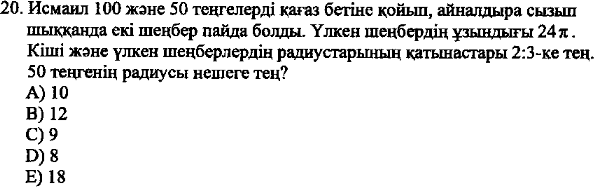 20. Исмаил 100 және 50 теңгелерді қағаз бетіне қойып, айналдыра сызып
шыққанда екі шеңбер пайда болды. Үлкен шеңбердің ұзындығы 24π.
Кіші және үлкен шеңберлердің радиустарының қатынастары 2:3-ке тең.
50 теңгенің радиусы нешеге тең?
A) 10
B) 12
C) 9
D) 8
E) 18